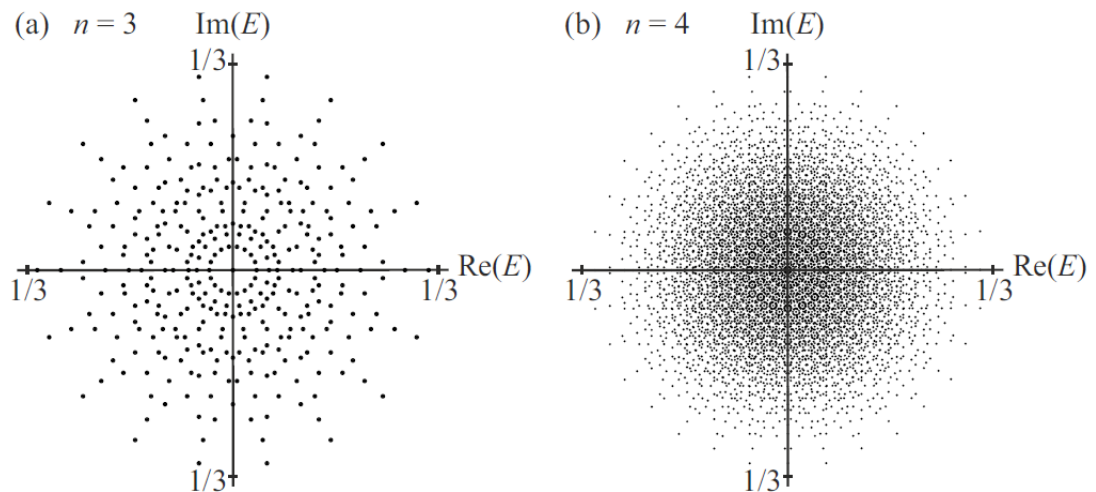 (a) n = 3 Im(E)
1/3
Re(E)
1/3 1/3
1/3
(b) n = 4 Im(E)
1/3
Re(E)
1/3 1/3
1/3